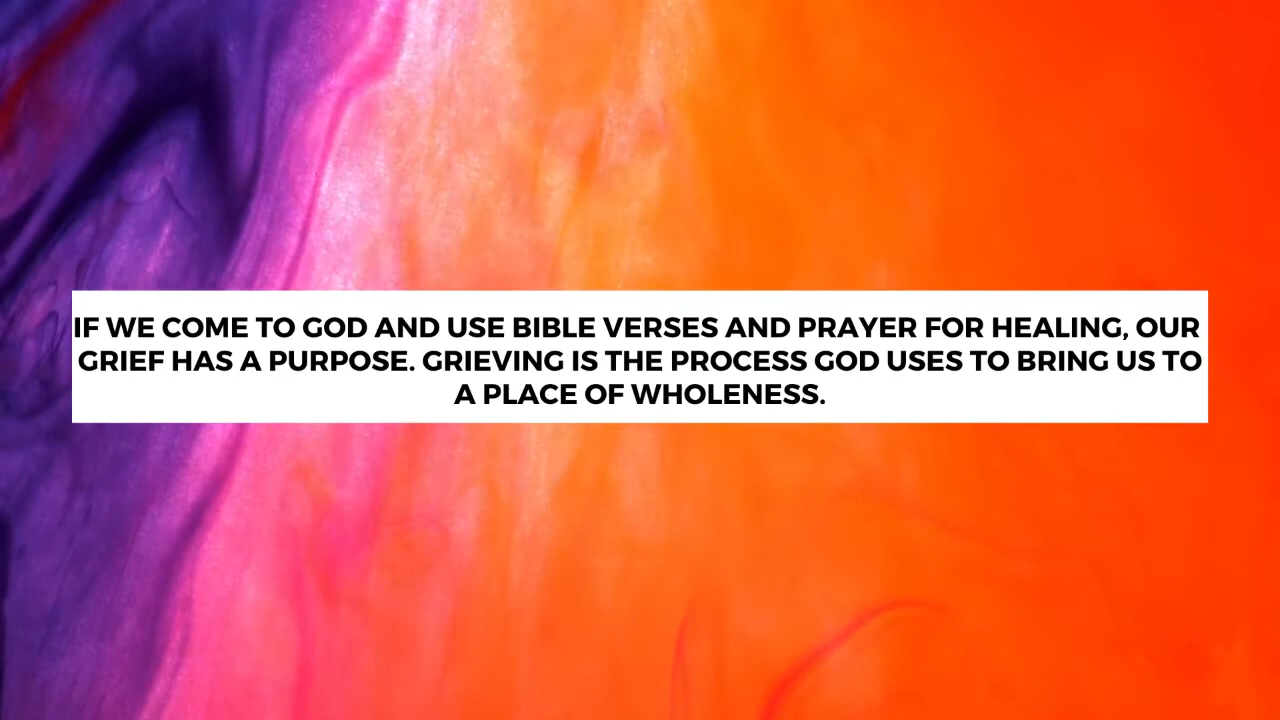 IF WE COME TO GOD AND USE BIBLE VERSES AND PRAYER FOR HEALING, OUR
GRIEF HAS A PURPOSE. GRIEVING IS THE PROCESS GOD USES TO BRING US TO
A PLACE OF WHOLENESS.